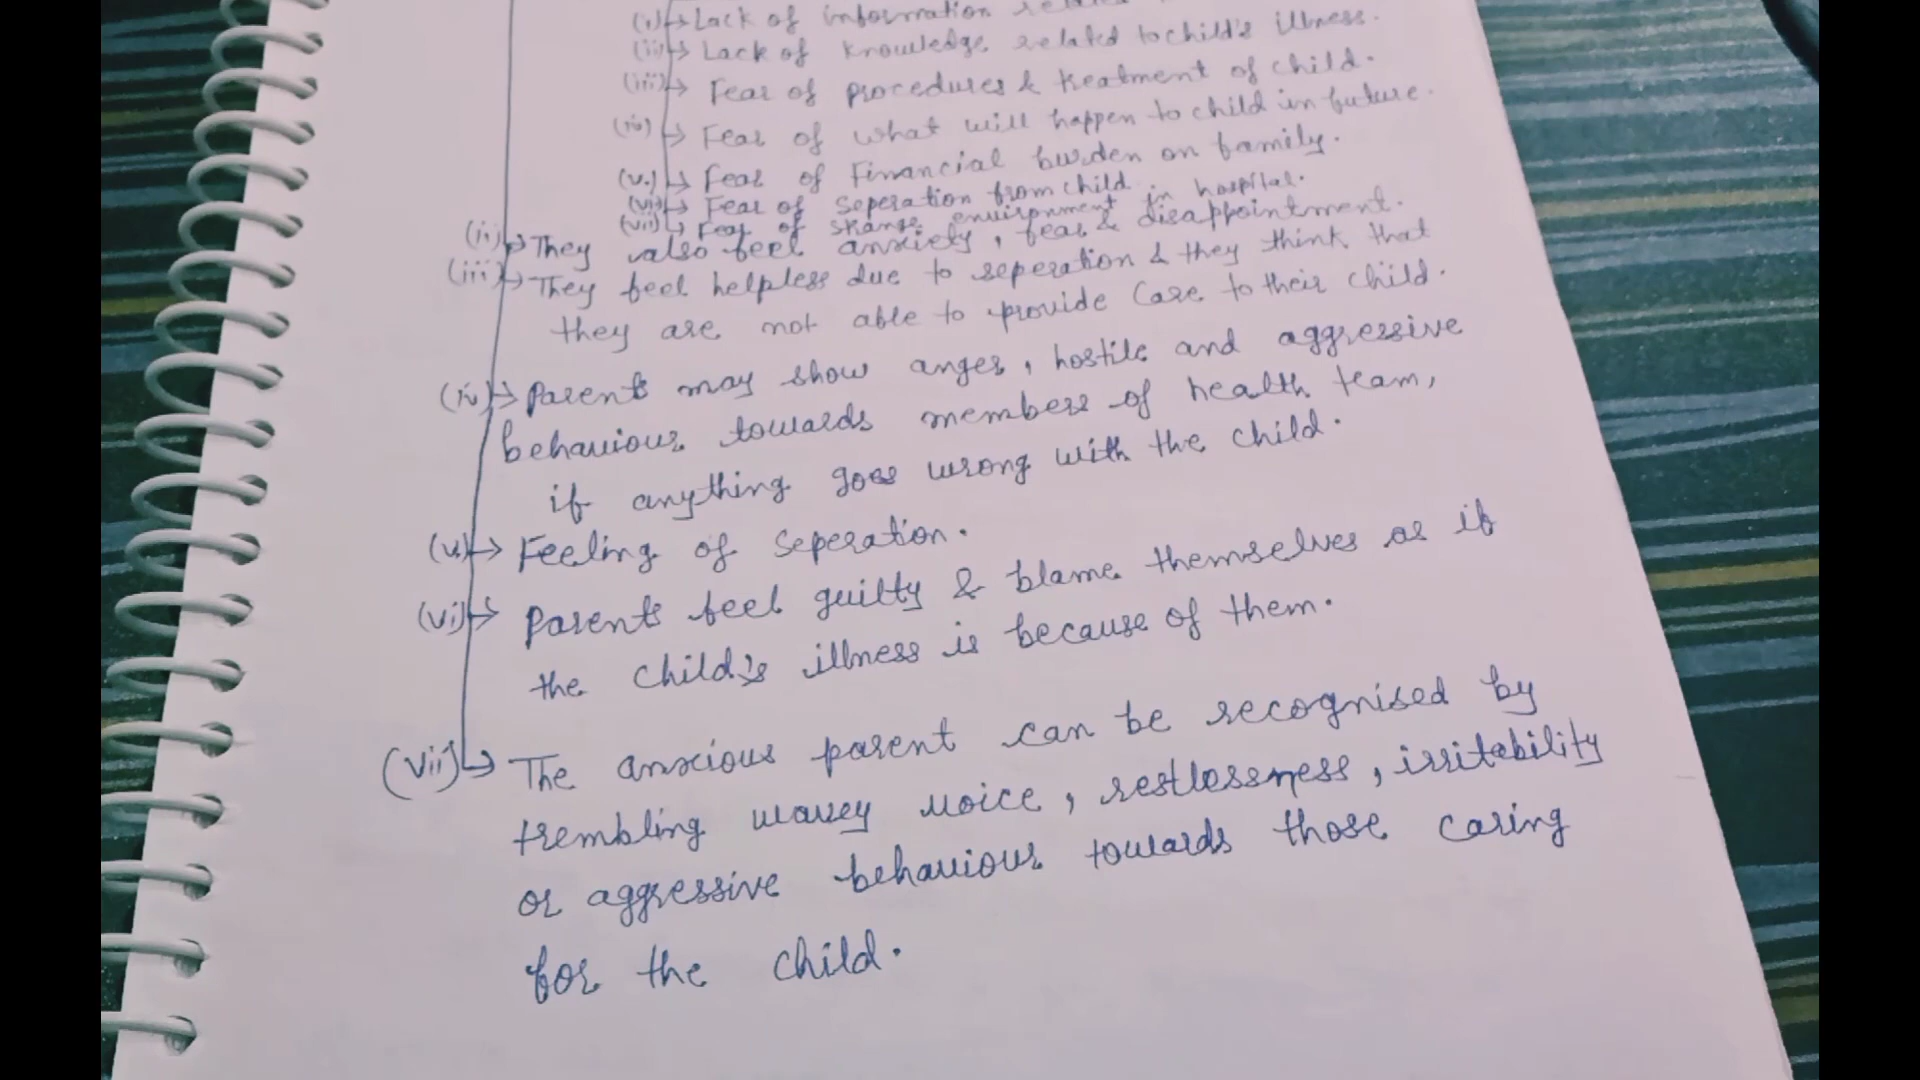 (i)→ Lack of information
(ii)→ Lack of knowledge related to child's illness.
(iii)→ Fear of procedures & treatment of child.
(iv)→ Fear of what will happen to child in future.
(v.)→ Fear of Financial burden on family.
(vi)→ Fear of Seperation from child
(vii)→ Fear of strange environment in hospital.
(ii)→ They also feel anxiety, fear & disappointment.
(iii)→ They feel helpless due to seperation & they think that
they are not able to provide Care to their child.
(iv)→ Parents may show anger, hostile and aggressive
behaviour towards members of health team,
if anything goes wrong with the child.
(v)→ Feeling of Seperation.
(vi)→ Parents feel guilty & blame themselves as if
the child's illness is because of them.
(vii)→ The anxious parent can be recognised by
trembling wavey voice, restlessness, irritability
or aggressive behaviour towards those caring
for the child.